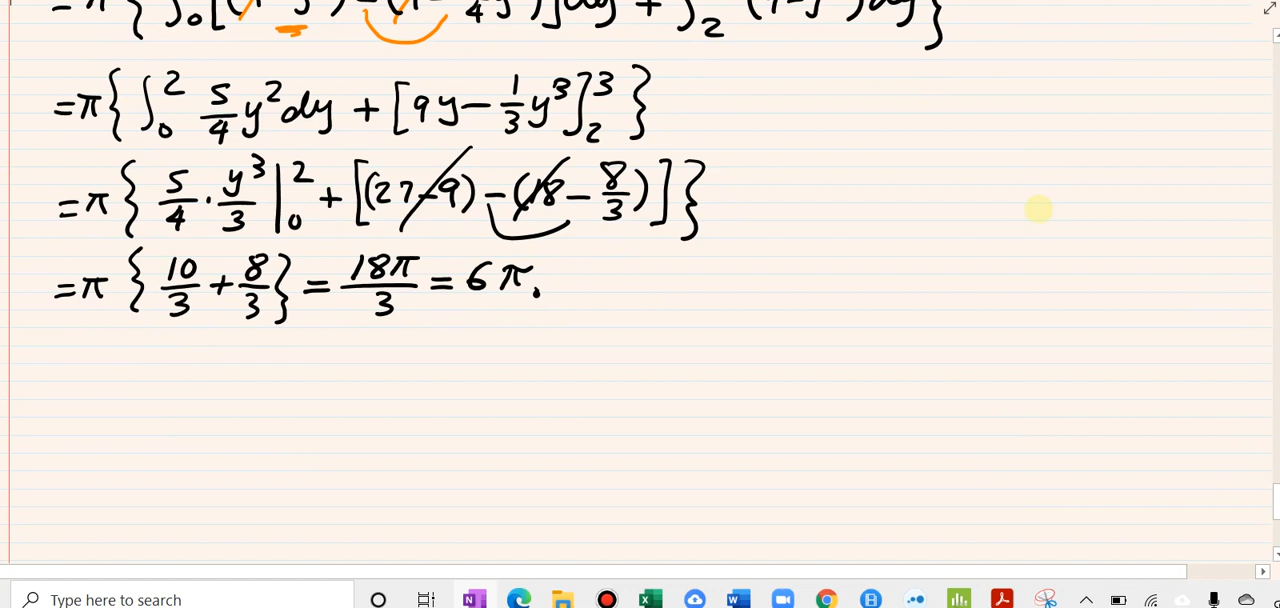 =π{∫₀² 5/4 y² dy + [9y − 1/3 y³]₂³ }
=π{ 5/4 · y³/3 |₀² + [(27−9) − (18 − 8/3)] }
=π { 10/3 + 8/3 } = 18π/3 = 6π.
Type here to search